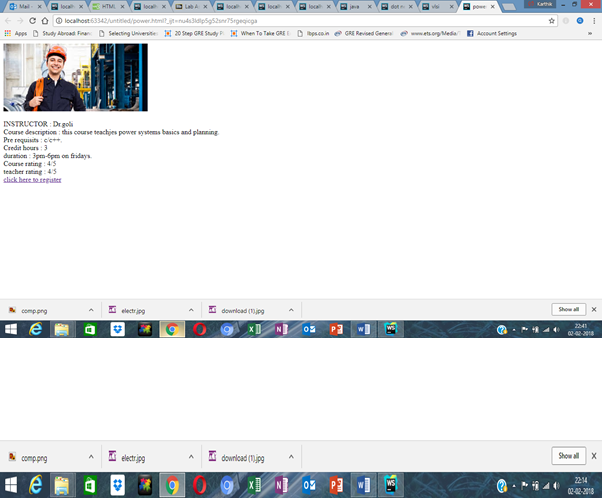 Mail
localh
HTML
localh
Lab A
localh
localh
localh
java
dot n
vlsi
power
Karthik
localhost:63342/untitled/power.html?_ijt=
Apps
Study Abroad: Financ
Selecting Universities
20 Step GRE Study P
When To Take GRE
ibps.co.in
GRE Revised General
www.ets.org/Media/
Account Settings
»
INSTRUCTOR : Dr.goli
Course description : this course teachjes power systems basics and planning.
Pre requisits : c/c++.
Credit hours : 3
duration : 3pm-6pm on fridays.
Course rating : 4/5
teacher rating : 4/5
click here to register
comp.png
electr.jpg
download (1).jpg
Show all
22:41
02-02-2018
comp.png
electr.jpg
download (1).jpg
Show all
22:14
02-02-2018